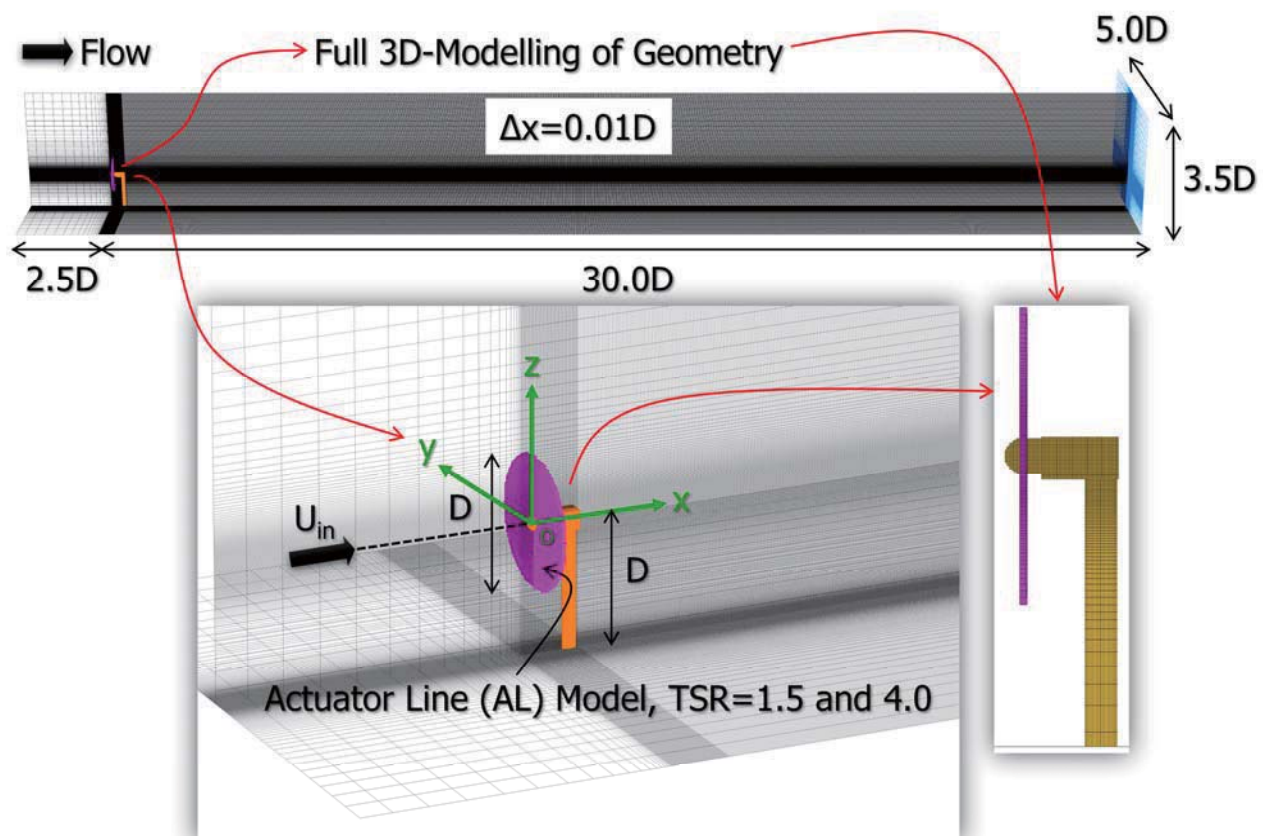 Flow
Full 3D-Modelling of Geometry
5.0D
Δx=0.01D
3.5D
2.5D
30.0D
z
y
x
D
U_in
o
D
Actuator Line (AL) Model, TSR=1.5 and 4.0